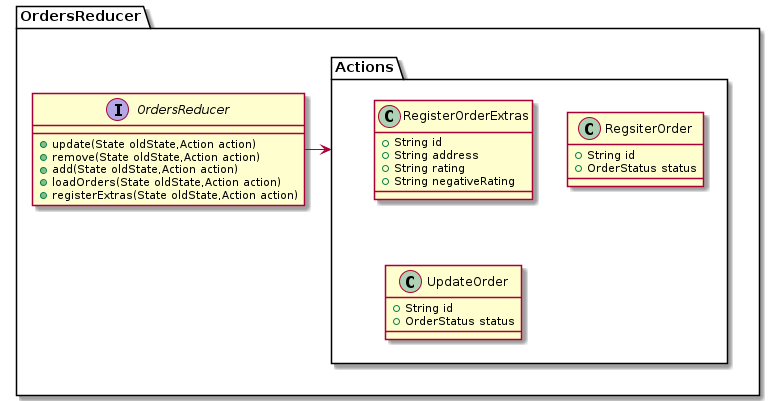 OrdersReducer
Actions
I OrdersReducer
update(State oldState,Action action)
remove(State oldState,Action action)
add(State oldState,Action action)
loadOrders(State oldState,Action action)
registerExtras(State oldState,Action action)
C RegisterOrderExtras
String id
String address
String rating
String negativeRating
C RegsiterOrder
String id
OrderStatus status
C UpdateOrder
String id
OrderStatus status